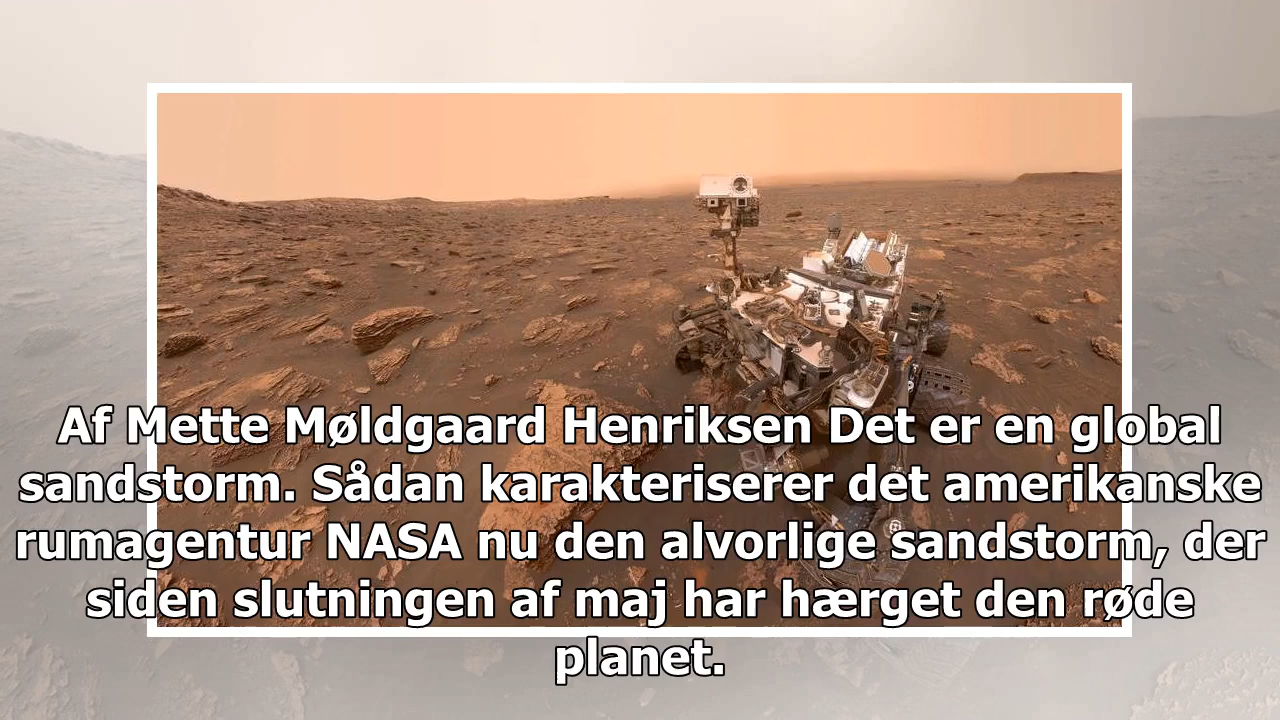 Af Mette Møldgaard Henriksen Det er en global
sandstorm. Sådan karakteriserer det amerikanske
rumagentur NASA nu den alvorlige sandstorm, der
siden slutningen af maj har hærget den røde
planet.